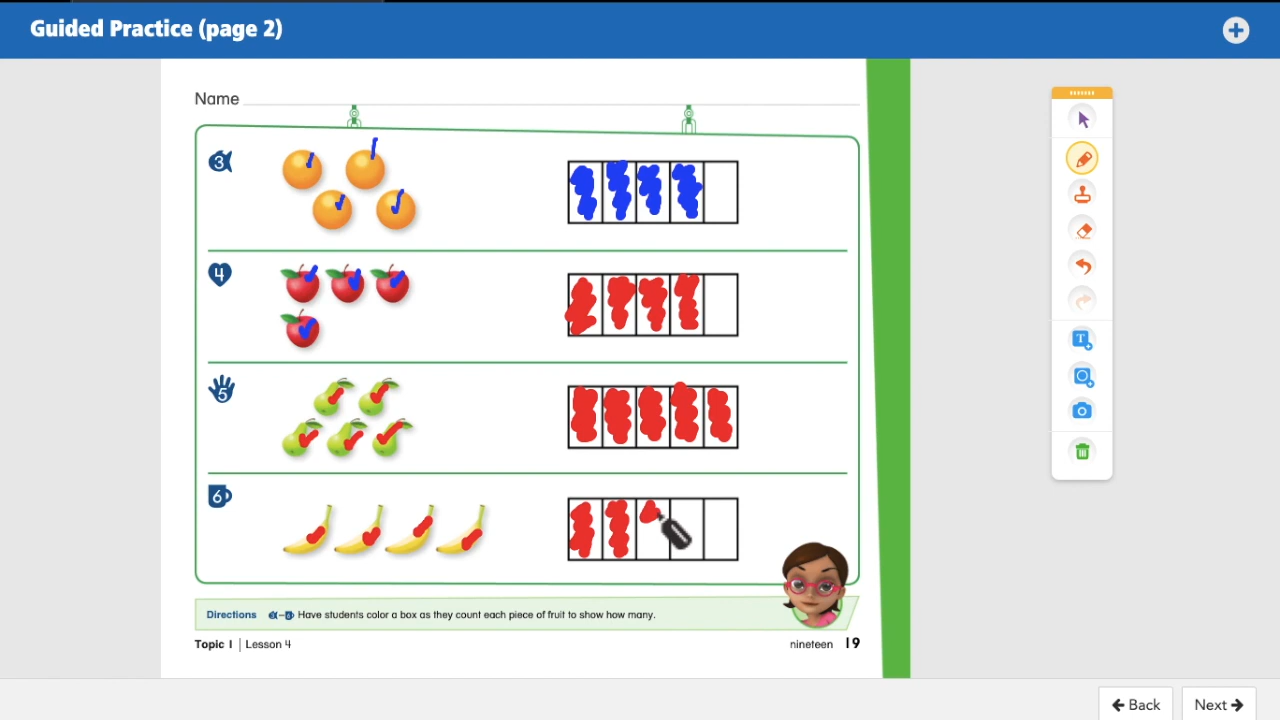 Guided Practice (page 2)
Name
3
4
5
6
Directions 3–6 Have students color a box as they count each piece of fruit to show how many.
Topic 1 | Lesson 4
nineteen 19
T
Back
Next